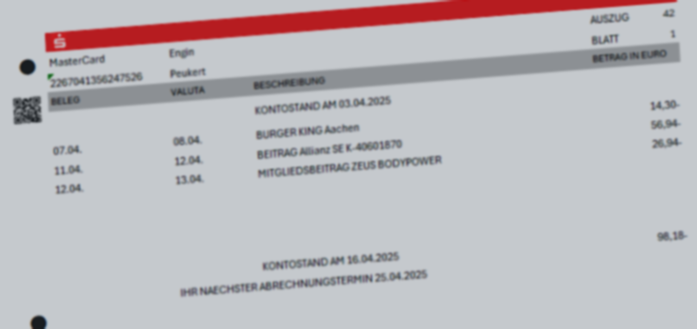 AUSZUG 42
MasterCard Engin BLATT 1
2267041356247526 Peukert
BELEG VALUTA BESCHREIBUNG BETRAG IN EURO
KONTOSTAND AM 03.04.2025
07.04. 08.04. BURGER KING Aachen 14,30-
11.04. 12.04. BEITRAG Allianz SE K-40601870 56,94-
12.04. 13.04. MITGLIEDSBEITRAG ZEUS BODYPOWER 26,94-
KONTOSTAND AM 16.04.2025 98,18-
IHR NAECHSTER ABRECHNUNGSTERMIN 25.04.2025